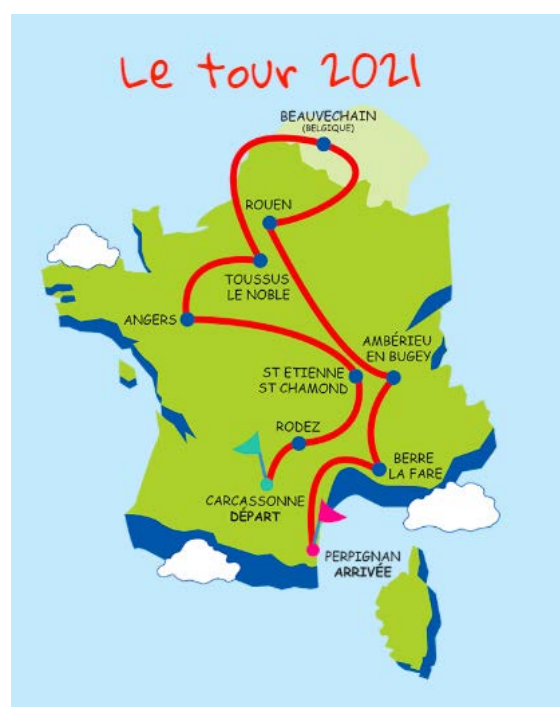 Le tour 2021
BEAUVECHAIN
(BELGIQUE)
ROUEN
TOUSSUS
LE NOBLE
ANGERS
AMBÉRIEU
EN BUGEY
ST ETIENNE
ST CHAMOND
RODEZ
BERRE
LA FARE
CARCASSONNE
DÉPART
PERPIGNAN
ARRIVÉE